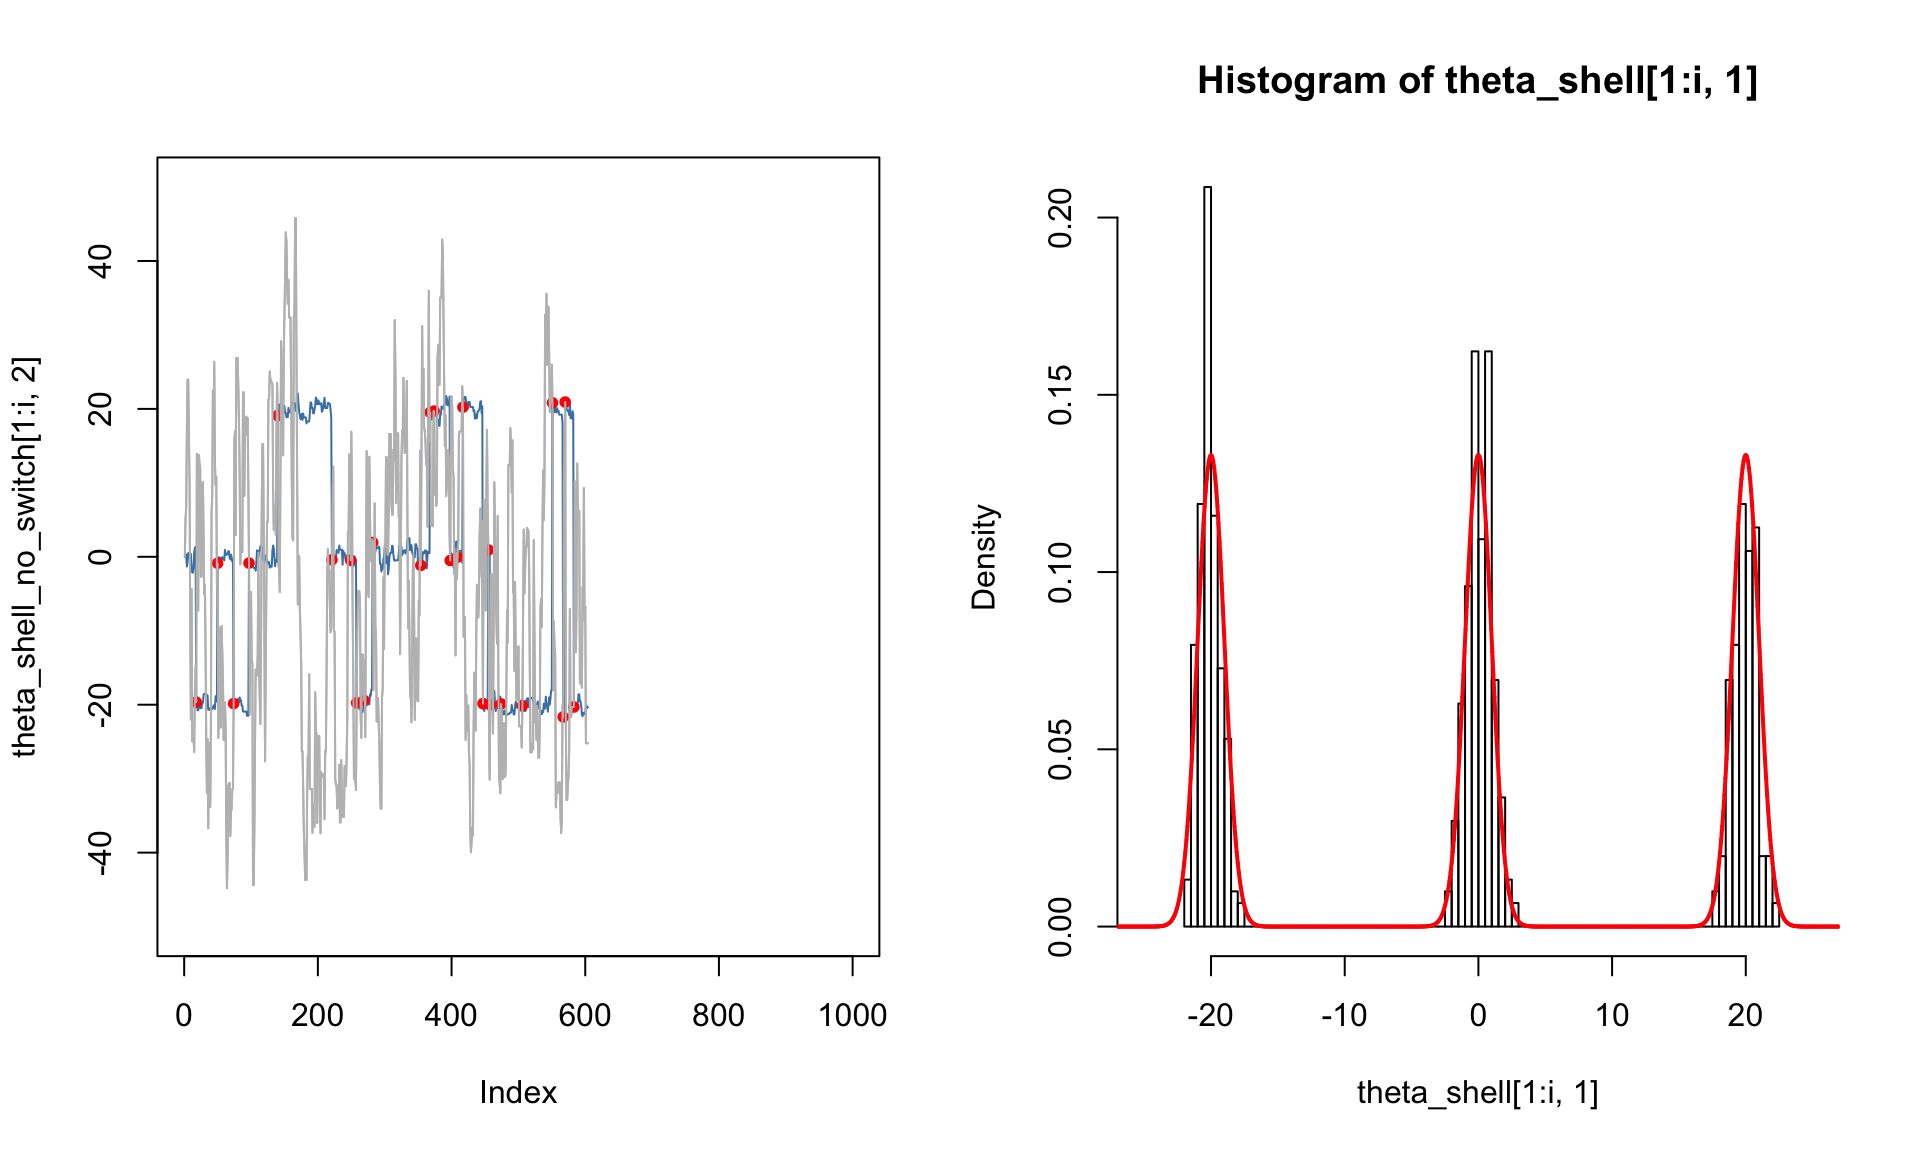 theta_shell_no_switch[1:i, 2]
40
20
0
-20
-40
0 200 400 600 800 1000
Index
Histogram of theta_shell[1:i, 1]
Density
0.20
0.15
0.10
0.05
0.00
-20 -10 0 10 20
theta_shell[1:i, 1]